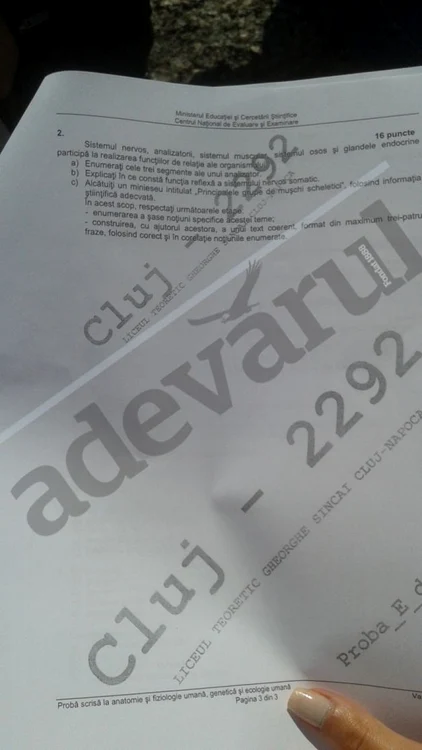 Ministerul Educației și Cercetării Științifice
Centrul Național de Evaluare și Examinare
2.
16 puncte
Sistemul nervos, analizatorii, sistemul muscular, sistemul osos și glandele endocrine
participă la realizarea funcțiilor de relație ale organismului.
a) Enumerați cele trei segmente ale unui analizator.
b) Explicați în ce constă funcția reflexă a sistemului nervos somatic.
c) Alcătuiți un minieseu intitulat „Principalele grupe de mușchi scheletici", folosind informația
științifică adecvată.
În acest scop, respectați următoarele etape:
- enumerarea a șase noțiuni specifice acestei teme;
- construirea, cu ajutorul acestora, a unui text coerent, format din maximum trei-patru
fraze, folosind corect și în corelație noțiunile enumerate.
Cluj - 2292
LICEUL TEORETIC GHEORGHE
adevarul
Fondat 1888
Cluj - 2292
LICEUL TEORETIC GHEORGHE SINCAI CLUJ-NAPOCA
Proba_E_d
Probă scrisă la anatomie și fiziologie umană, genetică și ecologie umană
Va
Pagina 3 din 3